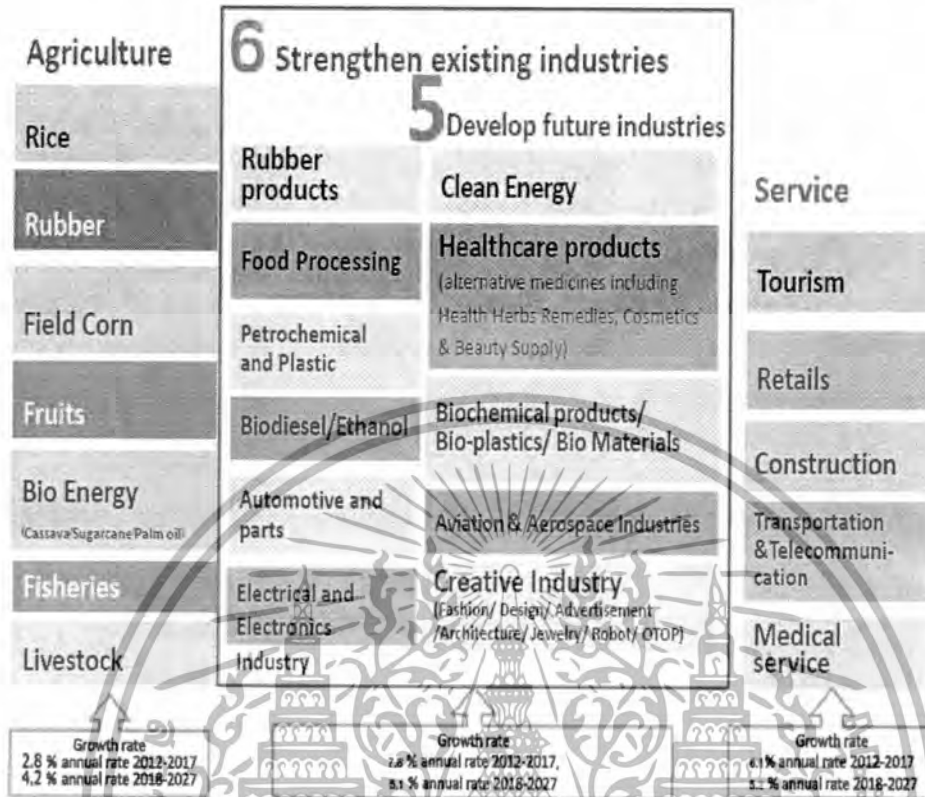 Agriculture
Rice
Rubber
Field Corn
Fruits
Bio Energy
(Cassava/Sugarcane/Palm oil)
Fisheries
Livestock
Growth rate
2.8 % annual rate 2012-2017
4.2 % annual rate 2018-2027
6 Strengthen existing industries
5 Develop future industries
Rubber
products
Food Processing
Petrochemical
and Plastic
Biodiesel/Ethanol
Automotive and
parts
Electrical and
Electronics
Industry
Clean Energy
Healthcare products
(alternative medicines including
Health Herbs Remedies, Cosmetics
& Beauty Supply)
Biochemical products/
Bio-plastics/ Bio Materials
Aviation & Aerospace Industries
Creative Industry
(Fashion/ Design/ Advertisement
/Architecture/ Jewelry/ Robot/ OTOP)
Growth rate
% annual rate 2012-2017,
% annual rate 2018-2027
Service
Tourism
Retails
Construction
Transportation
&Telecommuni-
cation
Medical
service
Growth rate
% annual rate 2012-2017
% annual rate 2018-2027